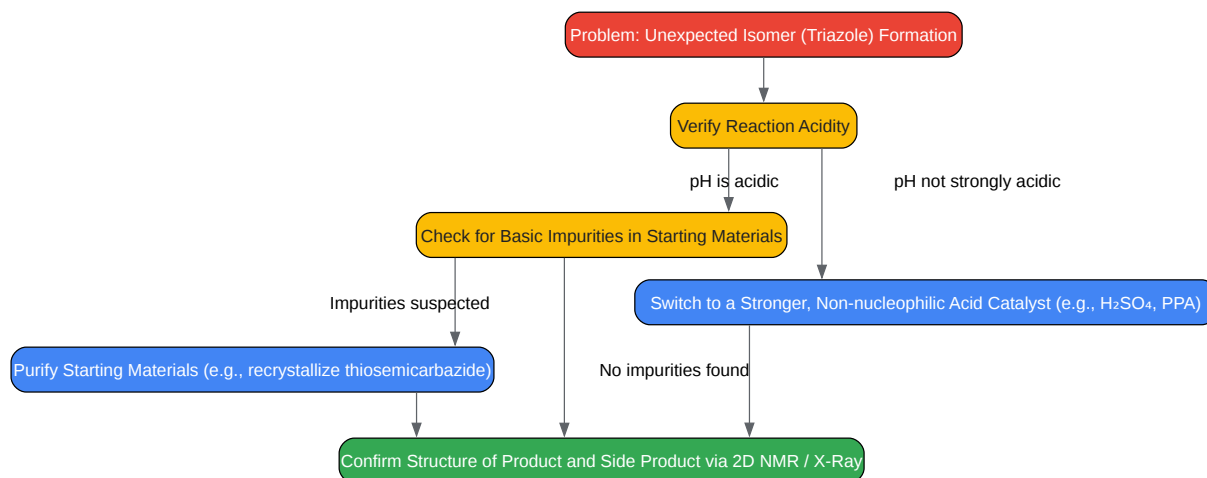 Problem: Unexpected Isomer (Triazole) Formation
Verify Reaction Acidity
pH is acidic
pH not strongly acidic
Check for Basic Impurities in Starting Materials
Impurities suspected
Switch to a Stronger, Non-nucleophilic Acid Catalyst (e.g., H₂SO₄, PPA)
Purify Starting Materials (e.g., recrystallize thiosemicarbazide)
No impurities found
Confirm Structure of Product and Side Product via 2D NMR / X-Ray